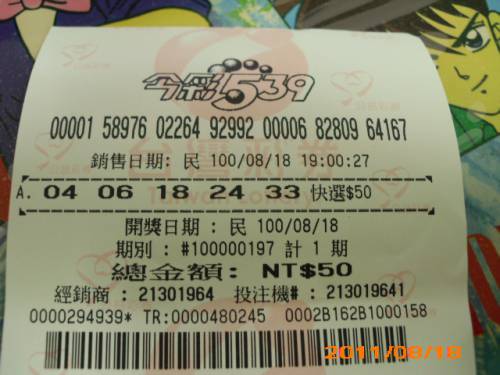 今彩539
00001 58976 02264 92992 00006 82809 64167
銷售日期: 民 100/08/18 19:00:27
A. 04 06 18 24 33 快選$50
開獎日期 : 民 100/08/18
期別 : #100000197 計 1 期
總金額: NT$50
經銷商 : 21301964 投注機# : 213019641
0000294939* TR:0000480245 0002B162B1000158
2011/08/18